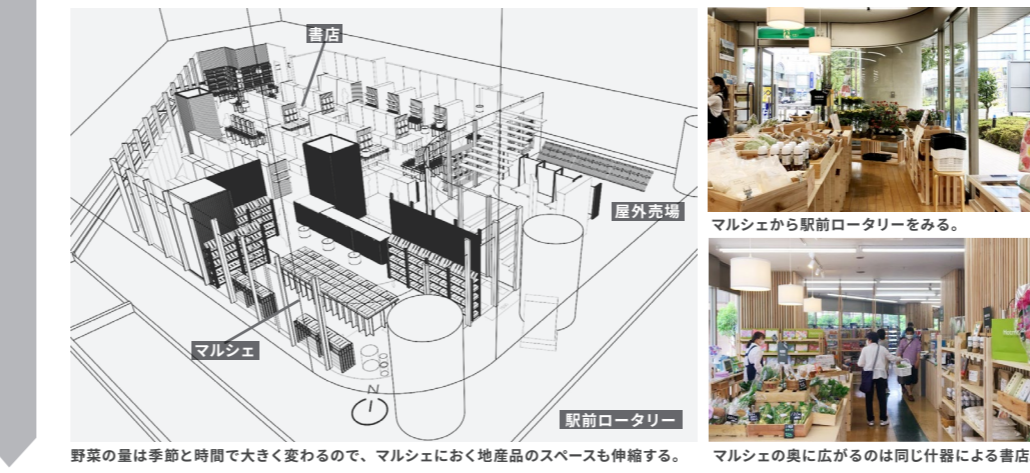 書店
屋外売場
マルシェから駅前ロータリーをみる。
マルシェ
N
駅前ロータリー
野菜の量は季節と時間で大きく変わるので、マルシェにおく地産品のスペースも伸縮する。
マルシェの奥に広がるのは同じ什器による書店